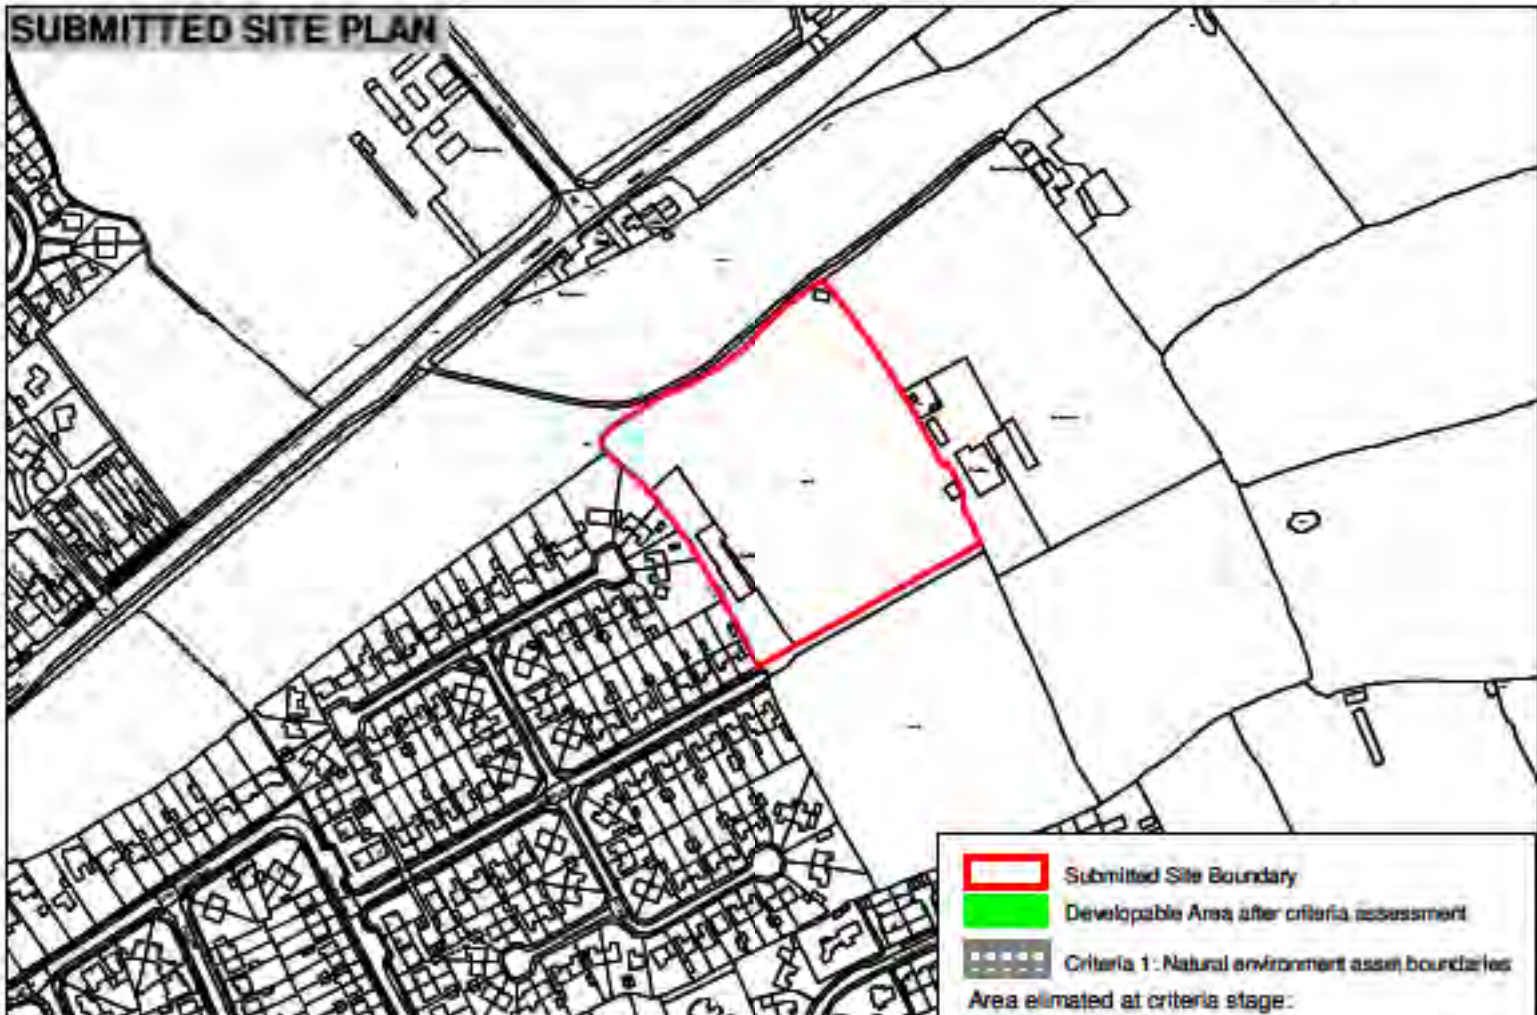 SUBMITTED SITE PLAN
Submitted Site Boundary
Developable Area after criteria assessment
Criteria 1: Natural environment asset boundaries
Area elimated at criteria stage: